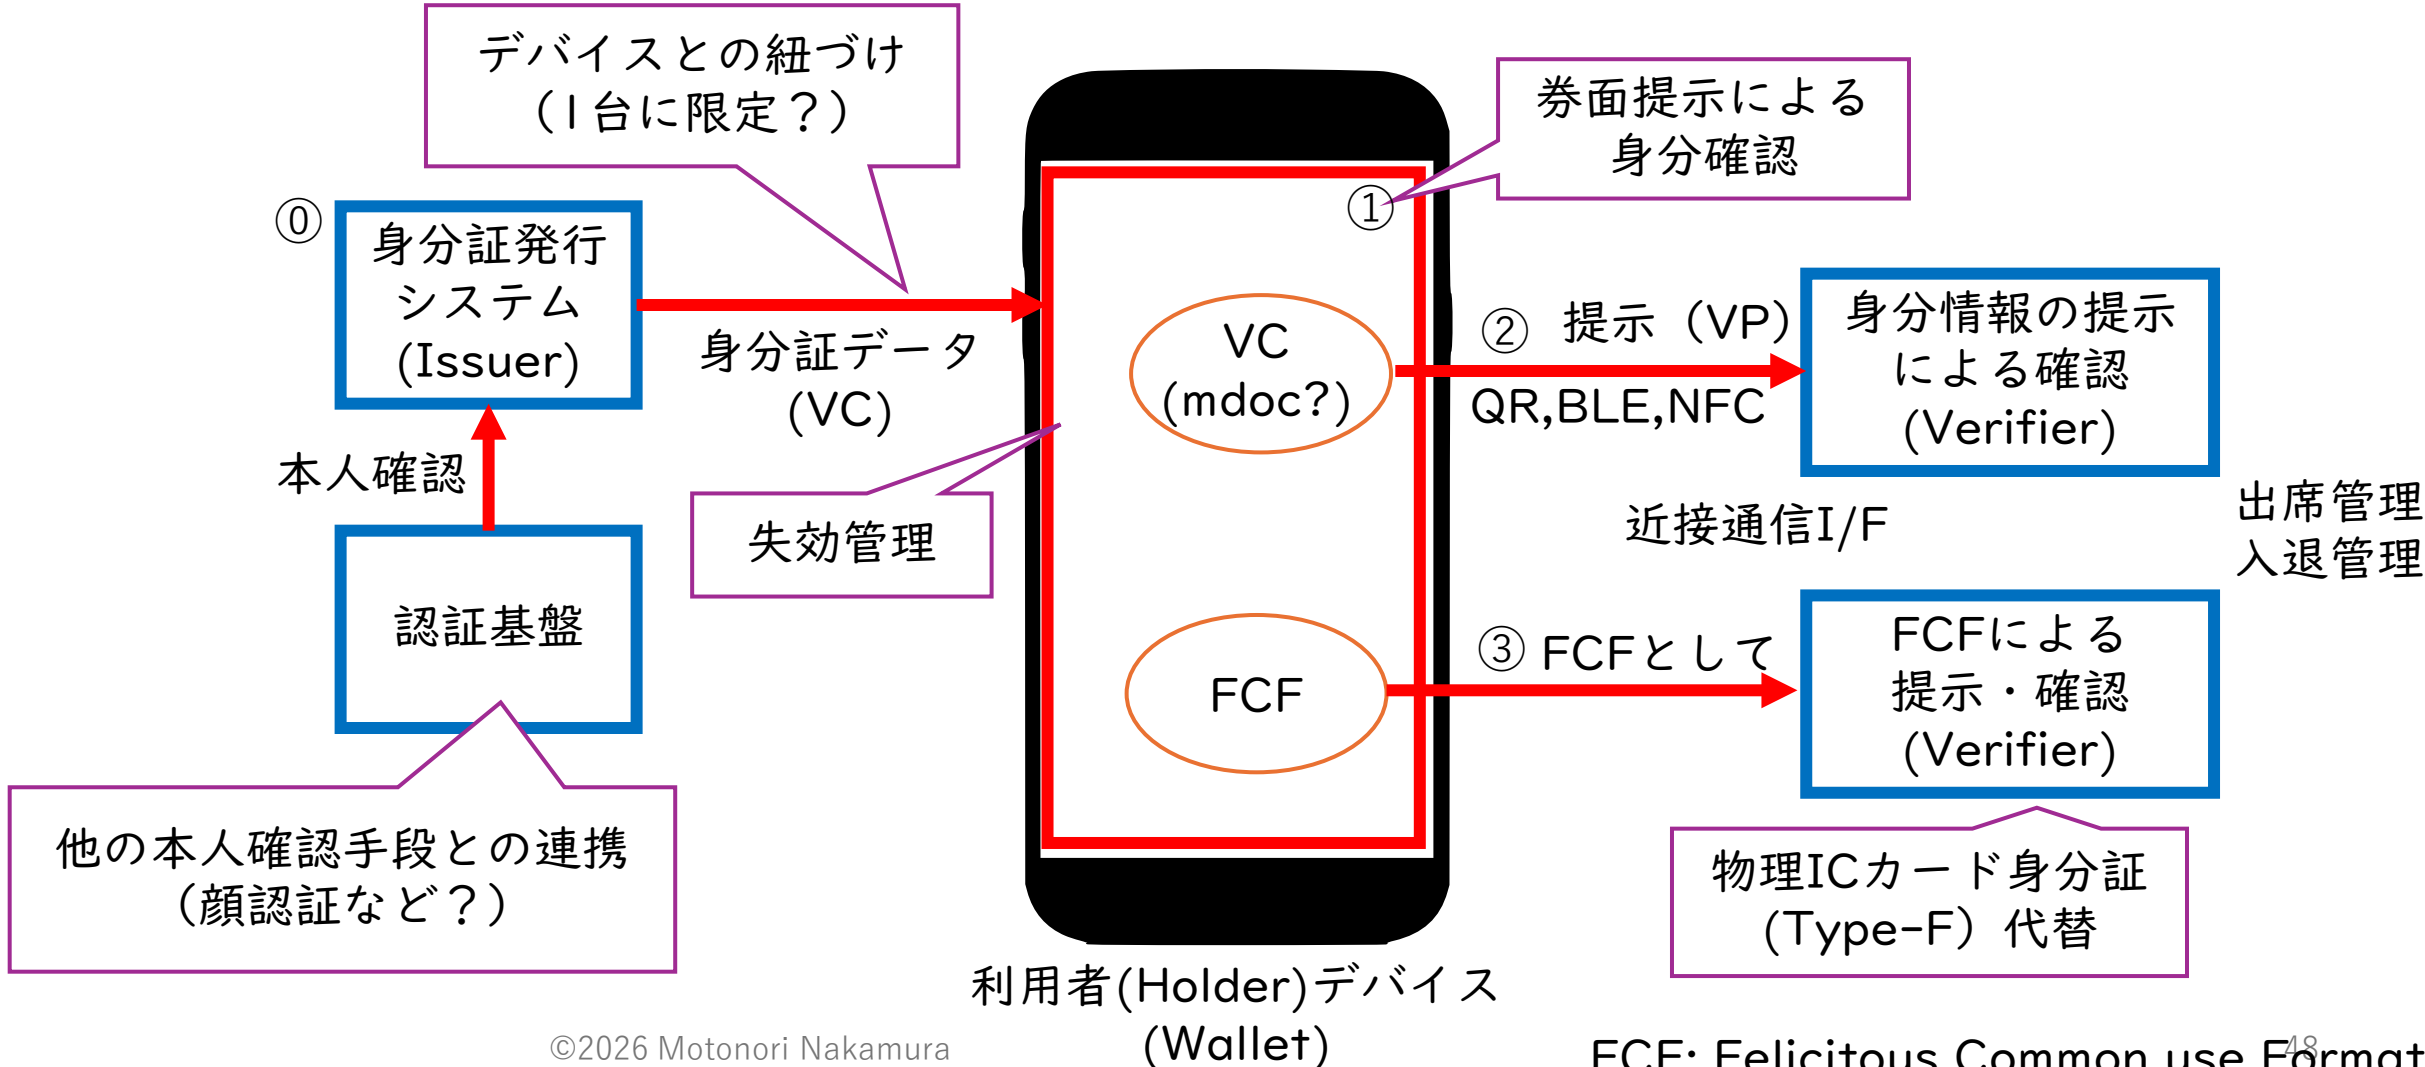 デバイスとの紐づけ
（1台に限定？）
券面提示による
身分確認
⓪
身分証発行
システム
(Issuer)
①
身分証データ
(VC)
VC
(mdoc?)
② 提示（VP）
QR,BLE,NFC
身分情報の提示
による確認
(Verifier)
本人確認
失効管理
近接通信I/F
出席管理
入退管理
認証基盤
FCF
③ FCFとして
FCFによる
提示・確認
(Verifier)
他の本人確認手段との連携
（顔認証など？）
物理ICカード身分証
(Type-F）代替
利用者(Holder)デバイス
(Wallet)
©2026 Motonori Nakamura
FCF: Felicitous Common use Format
48